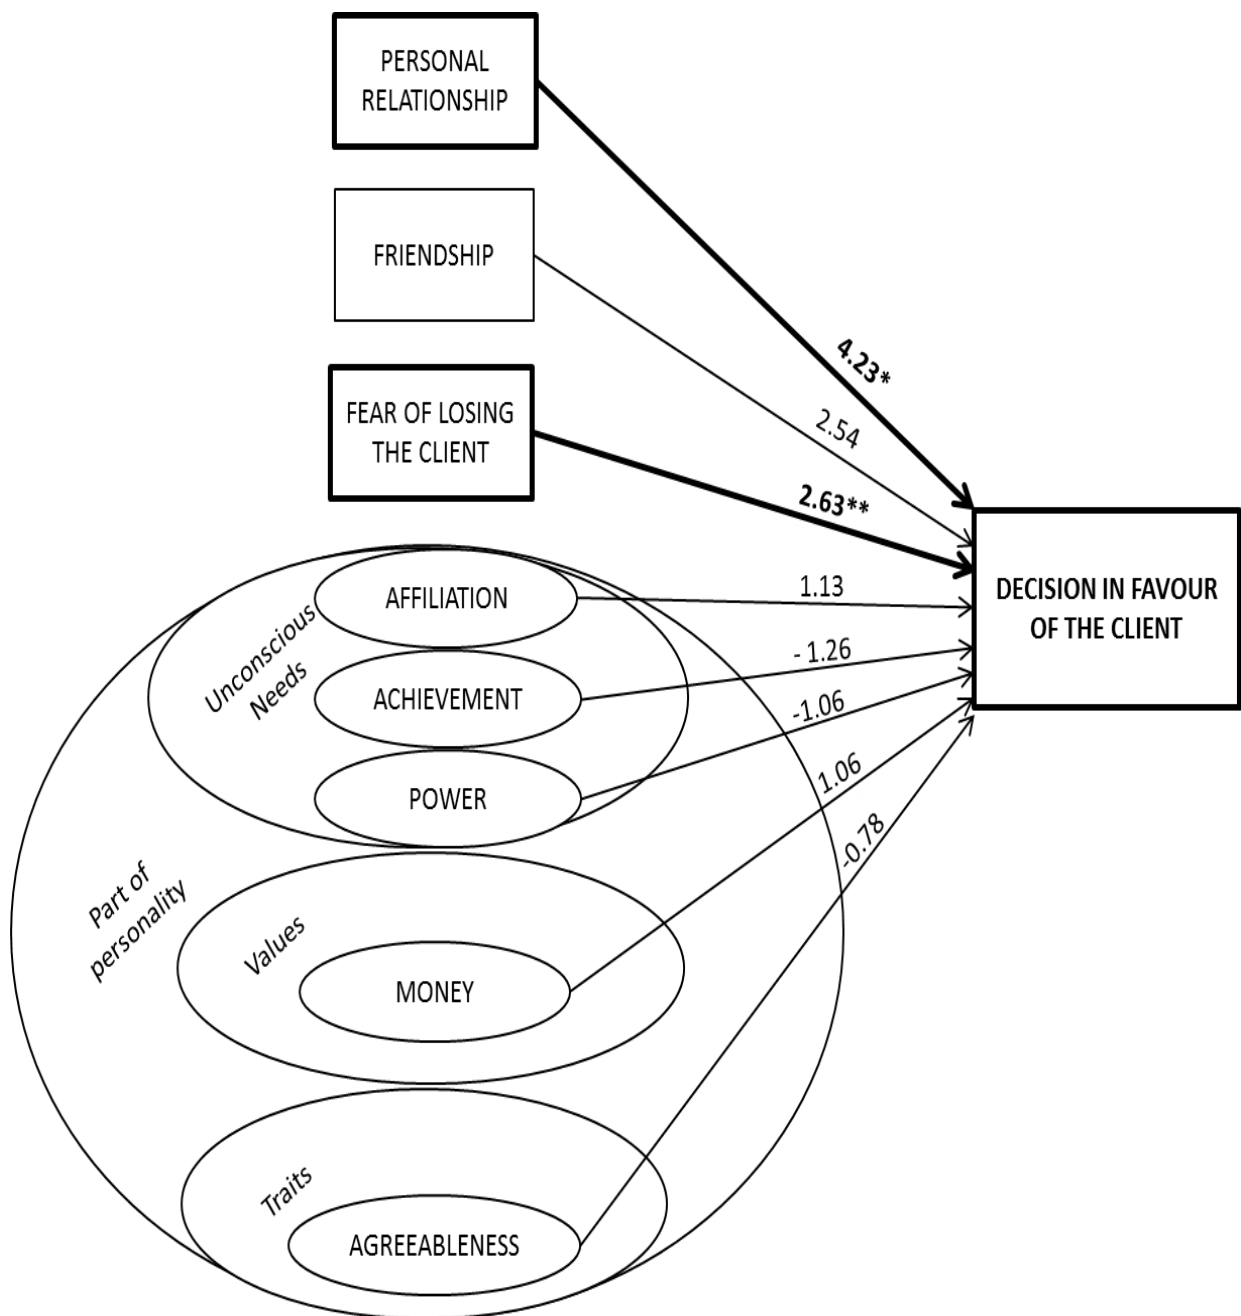 PERSONAL
RELATIONSHIP
FRIENDSHIP
FEAR OF LOSING
THE CLIENT
4.23*
2.54
2.63**
DECISION IN FAVOUR
OF THE CLIENT
Unconscious
Needs
AFFILIATION
1.13
ACHIEVEMENT
- 1.26
POWER
-1.06
Part of
personality
Values
MONEY
1.06
Traits
AGREEABLENESS
-0.78